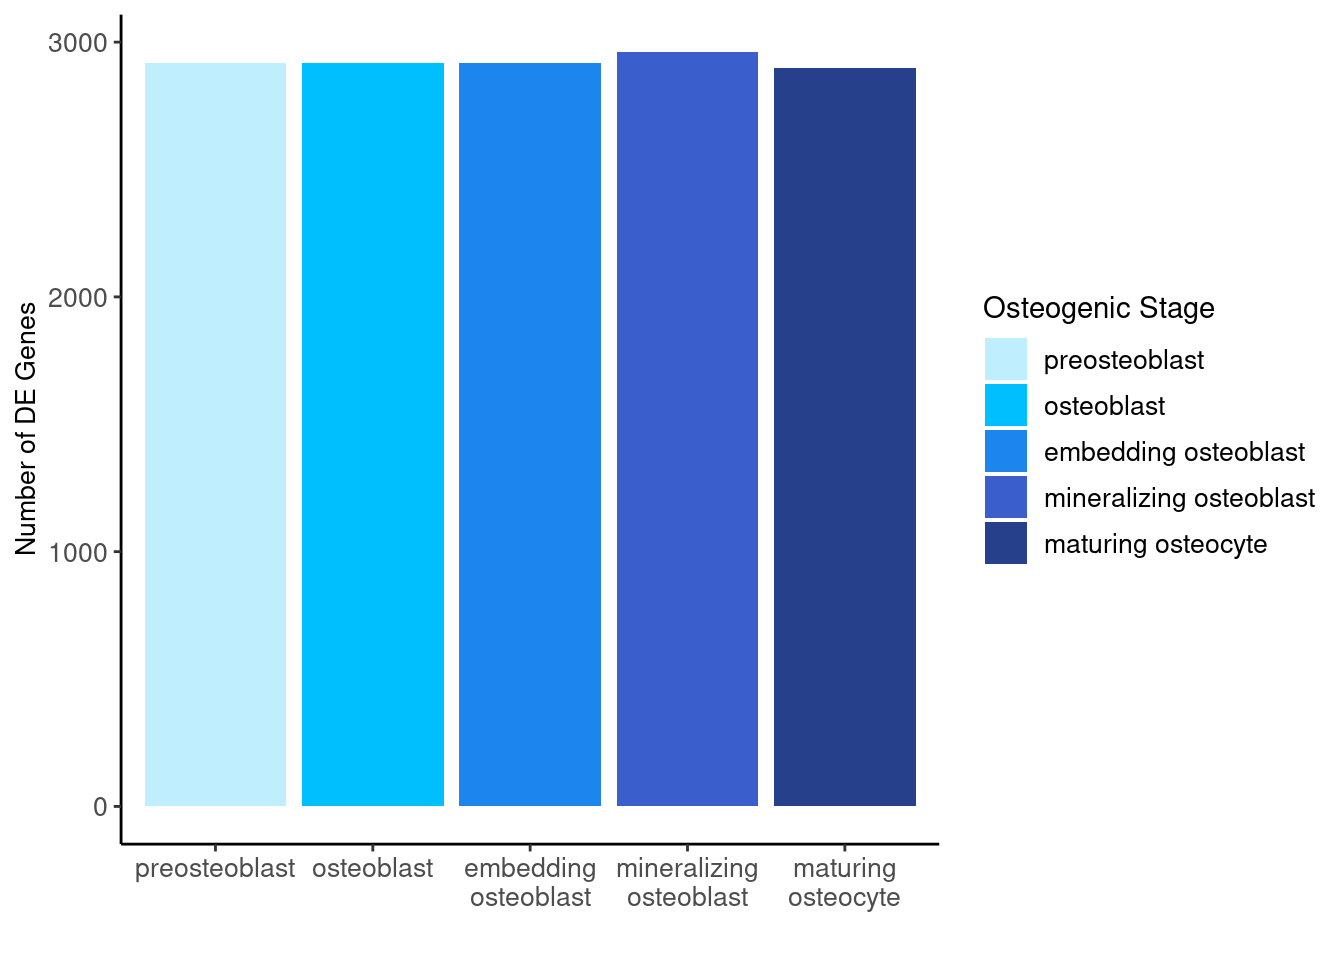 Number of DE Genes
3000
2000
1000
0
preosteoblast
osteoblast
embedding
osteoblast
mineralizing
osteoblast
maturing
osteocyte
Osteogenic Stage
preosteoblast
osteoblast
embedding osteoblast
mineralizing osteoblast
maturing osteocyte